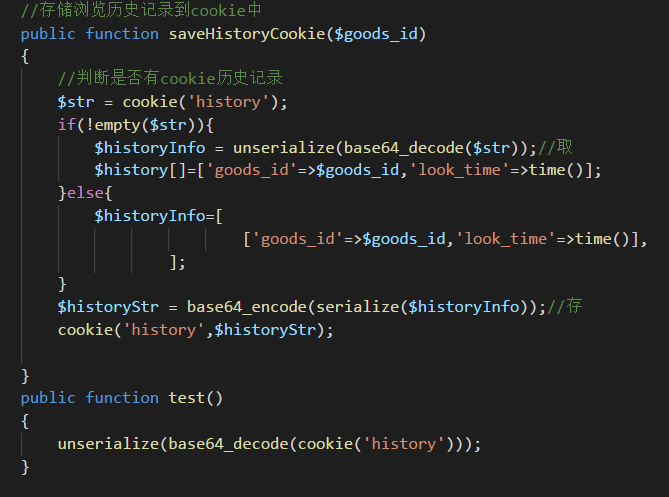 //存储浏览历史记录到cookie中
public function saveHistoryCookie($goods_id)
{
    //判断是否有cookie历史记录
    $str = cookie('history');
    if(!empty($str)){
        $historyInfo = unserialize(base64_decode($str));//取
        $history[]=['goods_id'=>$goods_id,'look_time'=>time()];
    }else{
        $historyInfo=[
                        ['goods_id'=>$goods_id,'look_time'=>time()],
                ];
    }
    $historyStr = base64_encode(serialize($historyInfo));//存
    cookie('history',$historyStr);

}
public function test()
{
    unserialize(base64_decode(cookie('history')));
}